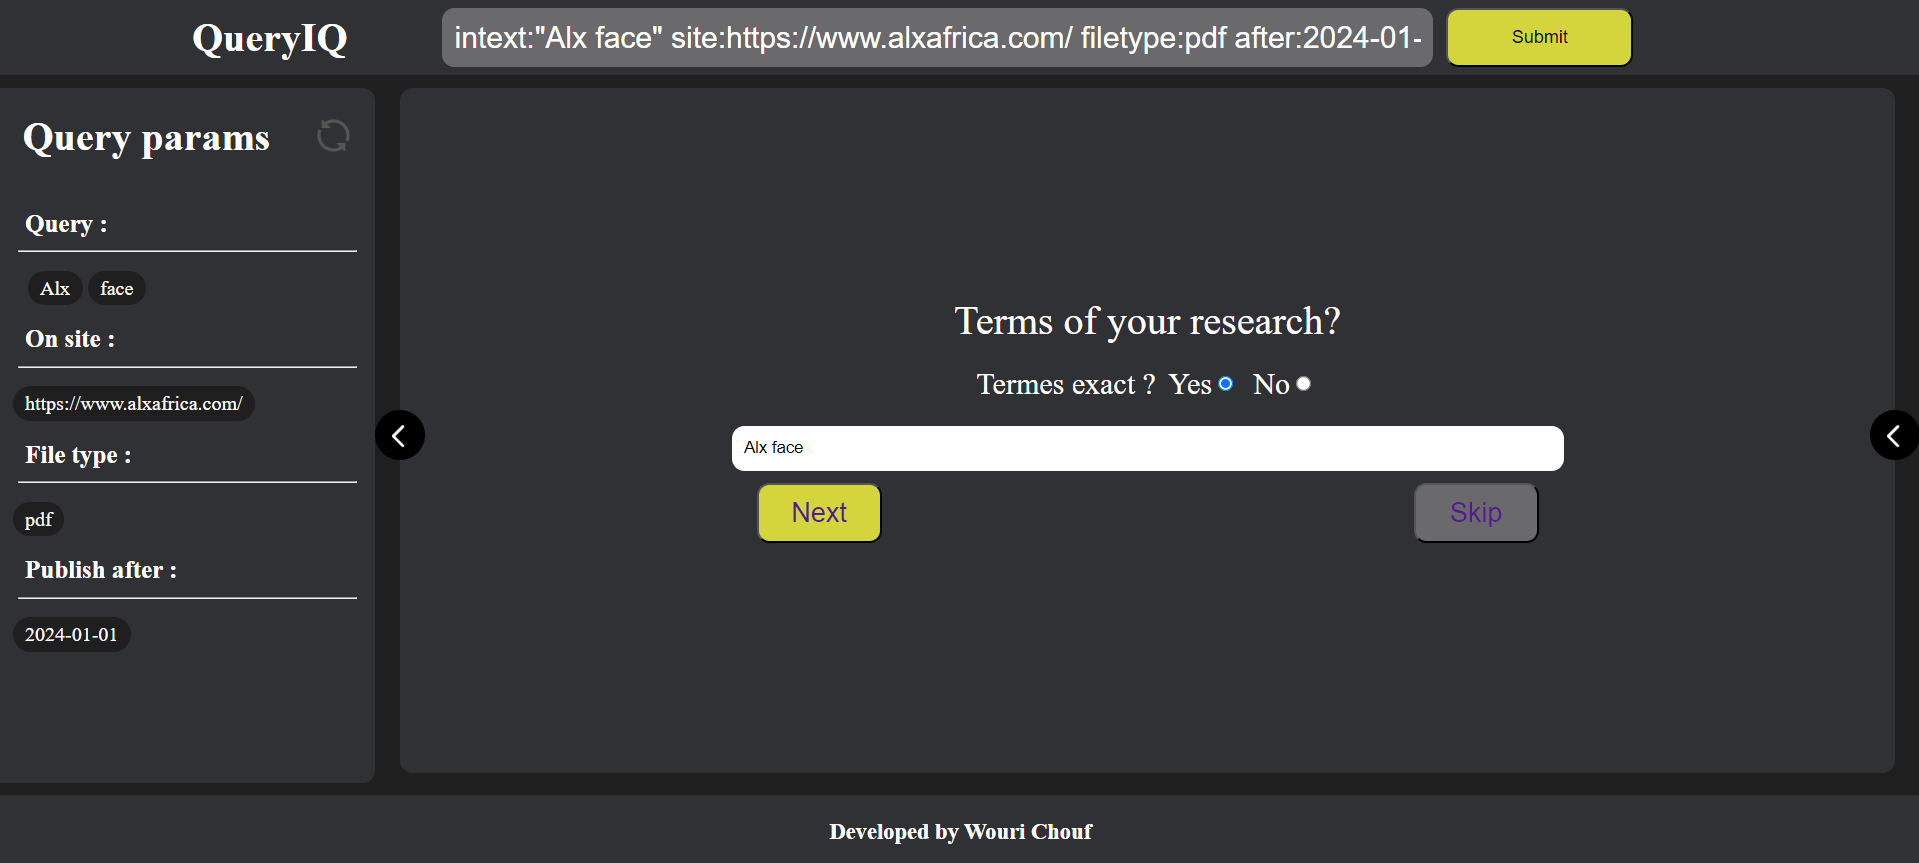 QueryIQ
intext:"Alx face" site:https://www.alxafrica.com/ filetype:pdf after:2024-01-
Submit
Query params
Query :
Alx face
On site :
https://www.alxafrica.com/
File type :
pdf
Publish after :
2024-01-01
Terms of your research?
Termes exact ? Yes No
Alx face
Next
Skip
Developed by Wouri Chouf